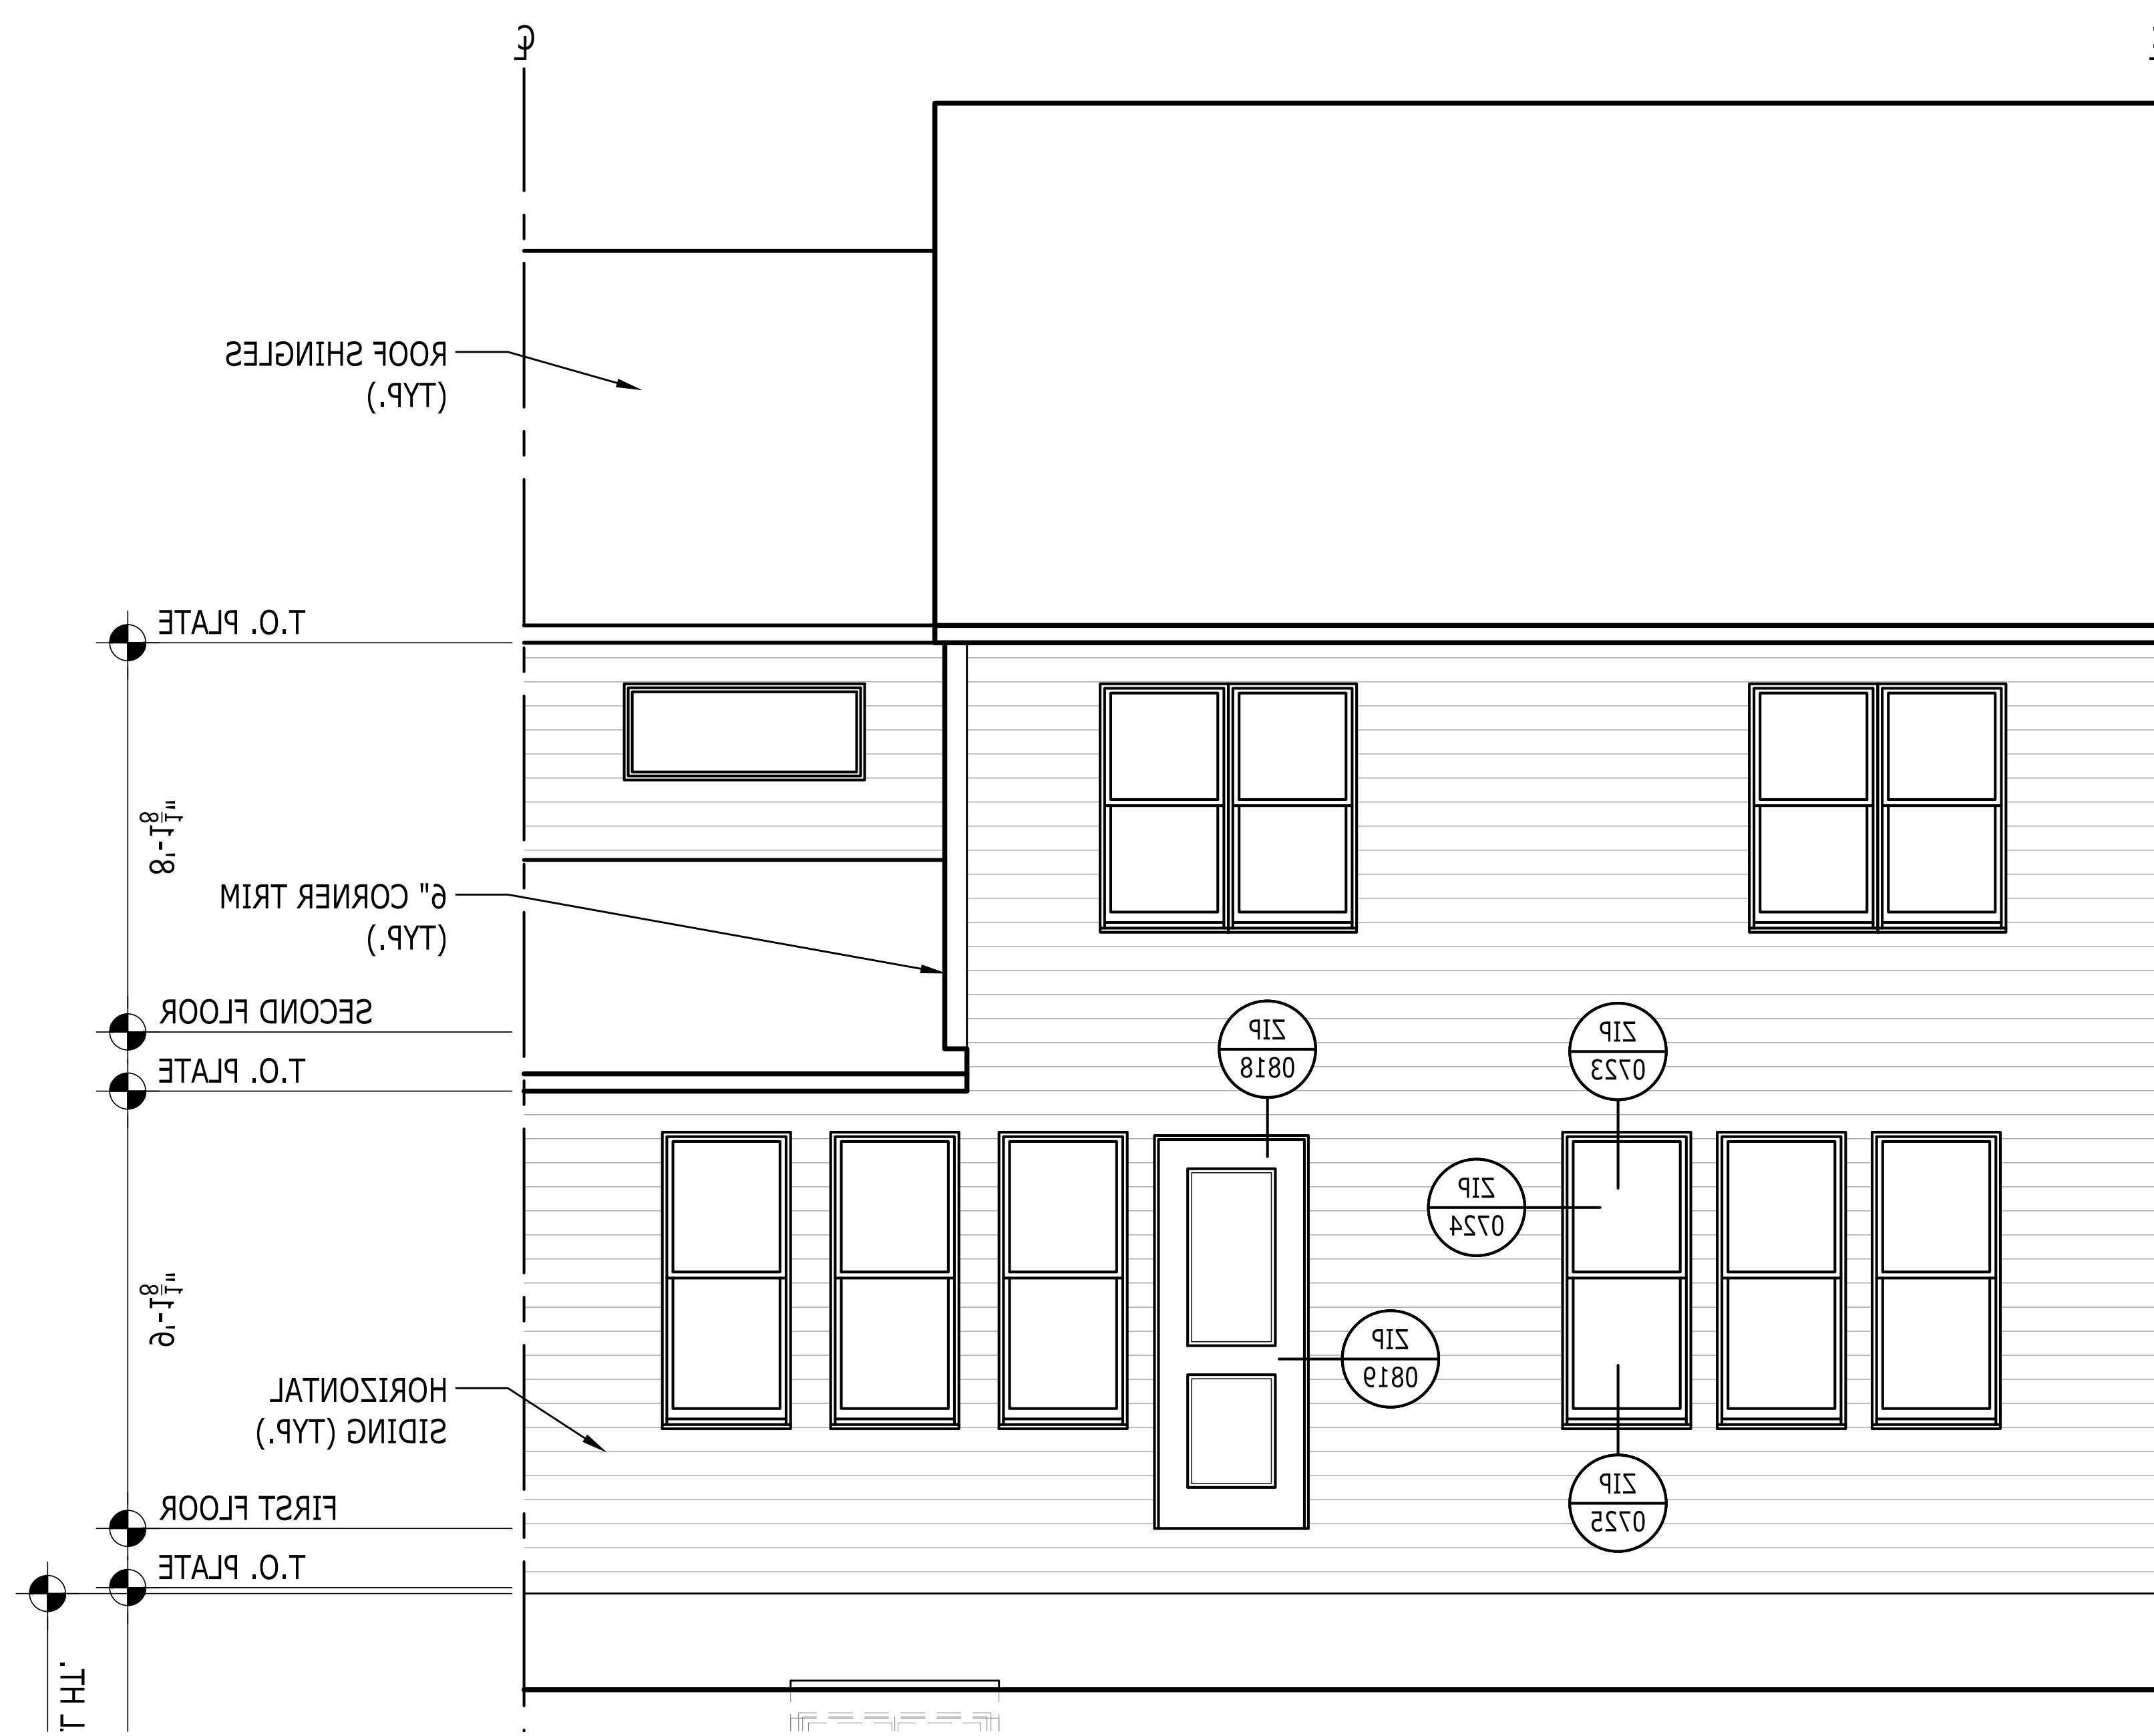 ℄
ROOF SHINGLES
(TYP.)
T.O. PLATE
8'-1 1/8"
6" CORNER TRIM
(TYP.)
SECOND FLOOR
T.O. PLATE
ZIP
0818
ZIP
0723
ZIP
0724
ZIP
0819
9'-1 1/8"
HORIZONTAL
SIDING (TYP.)
ZIP
0725
FIRST FLOOR
T.O. PLATE
HT.